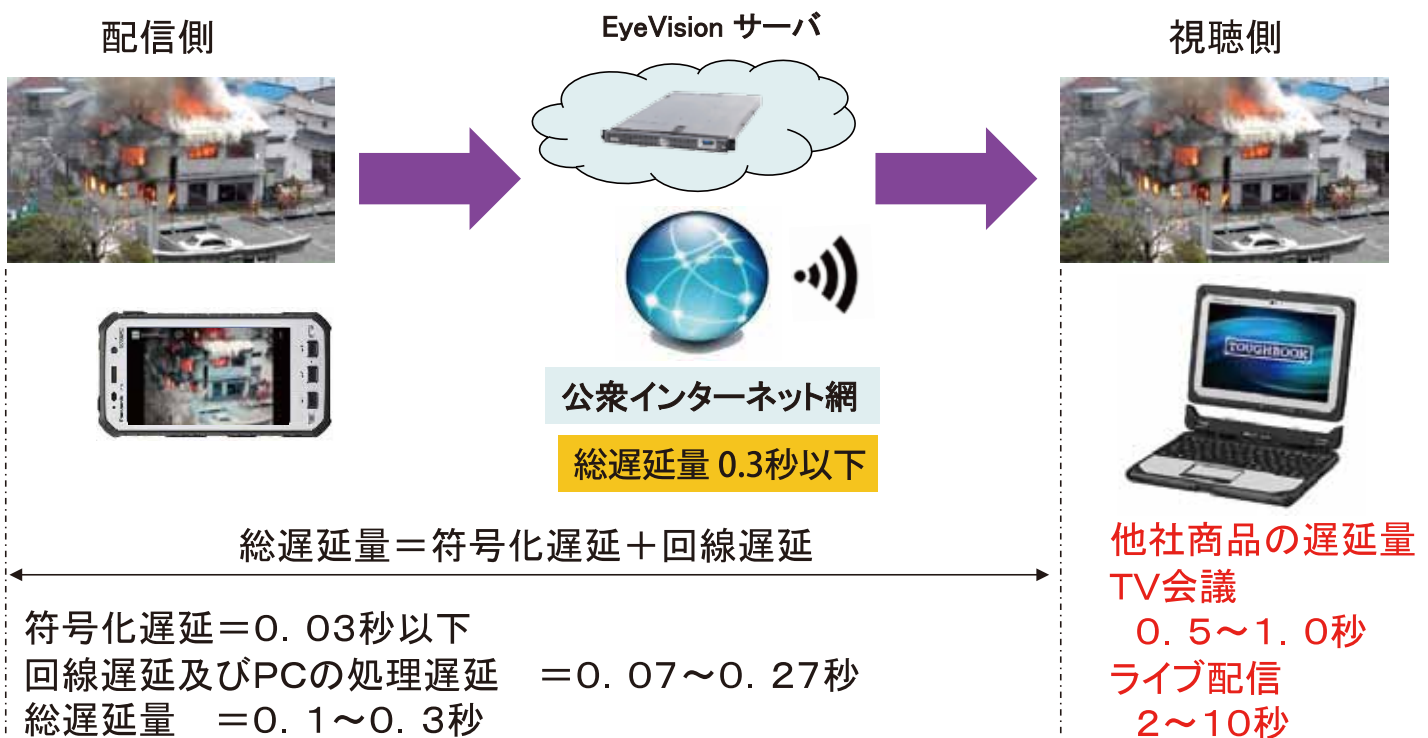 配信側
EyeVision サーバ
視聴側
TOUGHBOOK
公衆インターネット網
総遅延量 0.3秒以下
総遅延量＝符号化遅延＋回線遅延
符号化遅延＝０．０３秒以下
回線遅延及びＰＣの処理遅延　＝０．０７～０．２７秒
総遅延量　＝０．１～０．３秒
他社商品の遅延量
ＴＶ会議
０．５～１．０秒
ライブ配信
２～１０秒